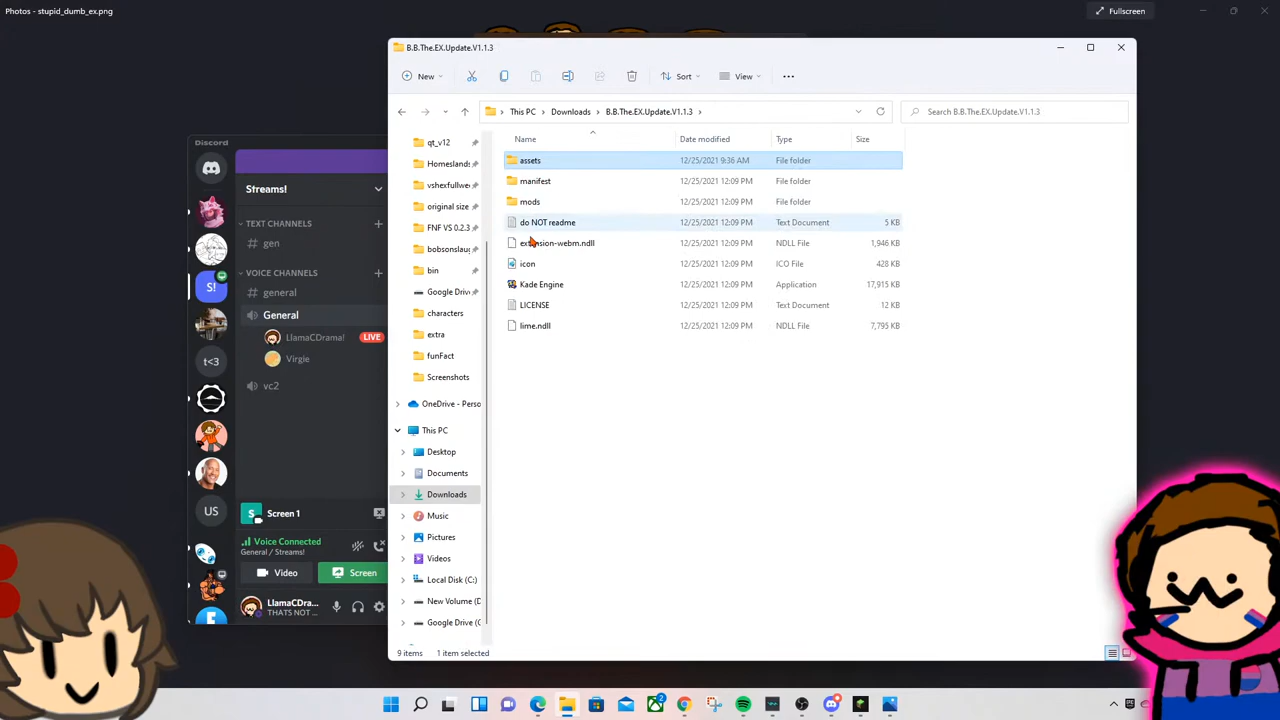 Photos - stupid_dumb_ex.png
Fullscreen
B.B.The.EX.Update.V1.1.3
New
Sort
View
This PC
Downloads
B.B.The.EX.Update.V1.1.3
Search B.B.The.EX.Update.V1.1.3
Discord
Streams!
TEXT CHANNELS
gen
VOICE CHANNELS
general
General
LlamaCDrama!
LIVE
Virgie
vc2
S!
t<3
US
Screen 1
Voice Connected
General / Streams!
Video
Screen
LlamaCDra...
THATS NOT ...
qt_v12
Homeslands
vshexfullwee
original size
FNF VS 0.2.3
bobsonslaug
bin
Google Drive
characters
extra
funFact
Screenshots
OneDrive - Perso
This PC
Desktop
Documents
Downloads
Music
Pictures
Videos
Local Disk (C:)
New Volume (D
Google Drive (G
Name
Date modified
Type
Size
assets
12/25/2021 9:36 AM
File folder
manifest
12/25/2021 12:09 PM
File folder
mods
12/25/2021 12:09 PM
File folder
do NOT readme
12/25/2021 12:09 PM
Text Document
5 KB
extension-webm.ndll
12/25/2021 12:09 PM
NDLL File
1,946 KB
icon
12/25/2021 12:09 PM
ICO File
428 KB
Kade Engine
12/25/2021 12:09 PM
Application
17,915 KB
LICENSE
12/25/2021 12:09 PM
Text Document
12 KB
lime.ndll
12/25/2021 12:09 PM
NDLL File
7,795 KB
9 items
1 item selected
2